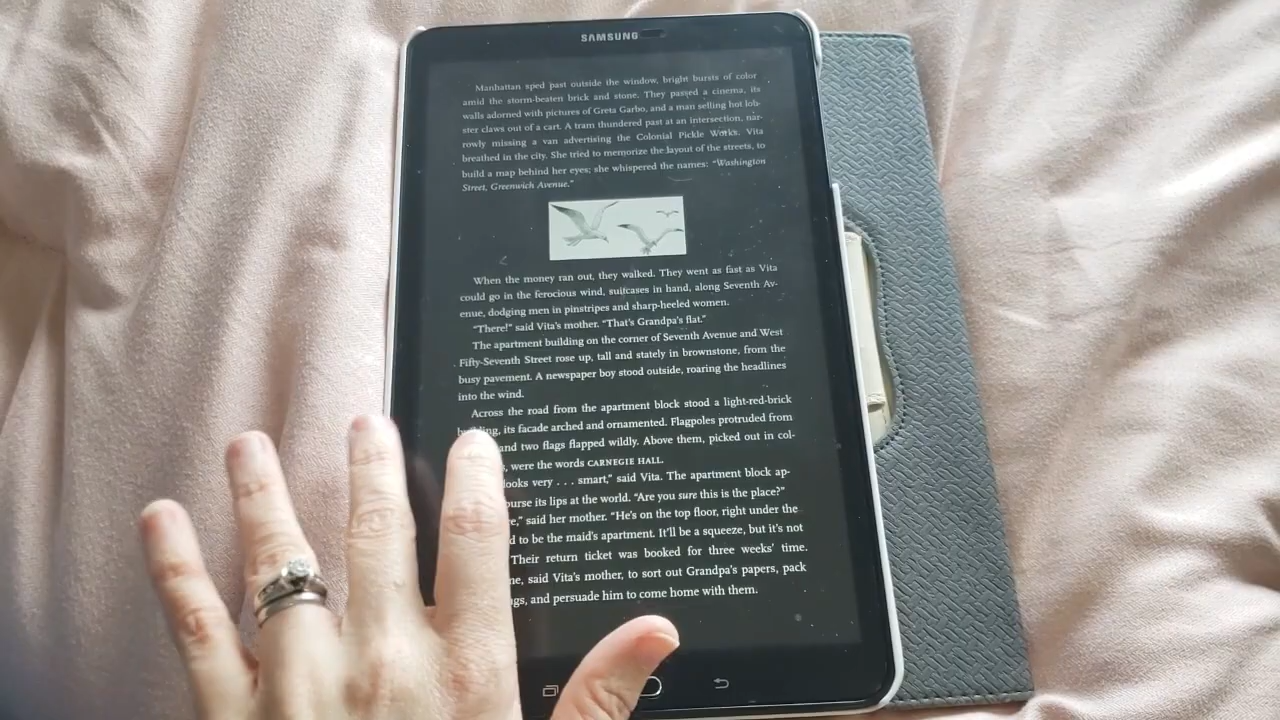 SAMSUNG
Manhattan sped past outside the window, bright bursts of color
amid the storm-beaten brick and stone. They passed a cinema, its
walls adorned with pictures of Greta Garbo, and a man selling hot lob-
ster claws out of a cart. A tram thundered past at an intersection, nar-
rowly missing a van advertising the Colonial Pickle Works. Vita
breathed in the city. She tried to memorize the layout of the streets, to
build a map behind her eyes; she whispered the names: “Washington
Street, Greenwich Avenue.”
When the money ran out, they walked. They went as fast as Vita
could go in the ferocious wind, suitcases in hand, along Seventh Av-
enue, dodging men in pinstripes and sharp-heeled women.
“There!” said Vita’s mother. “That’s Grandpa’s flat.”
The apartment building on the corner of Seventh Avenue and West
Fifty-Seventh Street rose up, tall and stately in brownstone, from the
busy pavement. A newspaper boy stood outside, roaring the headlines
into the wind.
Across the road from the apartment block stood a light-red-brick
building, its facade arched and ornamented. Flagpoles protruded from
and two flags flapped wildly. Above them, picked out in col-
were the words CARNEGIE HALL.
looks very . . . smart,” said Vita. The apartment block ap-
its lips at the world. “Are you sure this is the place?”
said her mother. “He’s on the top floor, right under the
to be the maid’s apartment. It’ll be a squeeze, but it’s not
Their return ticket was booked for three weeks’ time.
said Vita’s mother, to sort out Grandpa’s papers, pack
and persuade him to come home with them.